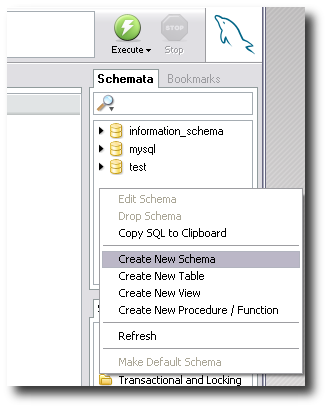 Execute Stop
Schemata Bookmarks
information_schema
mysql
test
Edit Schema
Drop Schema
Copy SQL to Clipboard
Create New Schema
Create New Table
Create New View
Create New Procedure / Function
Refresh
Make Default Schema
Transactional and Locking